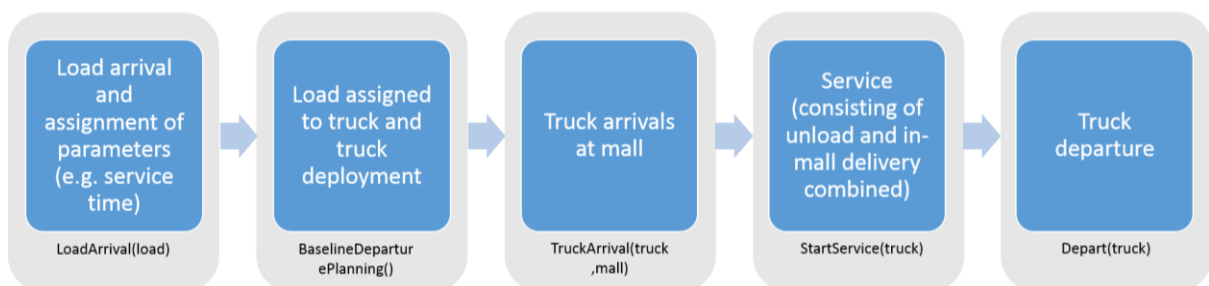 Load arrival
and
assignment of
parameters
(e.g. service
time)
LoadArrival(load)
Load assigned
to truck and
truck
deployment
BaselineDepartur
ePlanning()
Truck arrivals
at mall
TruckArrival(truck
,mall)
Service
(consisting of
unload and in-
mall delivery
combined)
StartService(truck)
Truck
departure
Depart(truck)